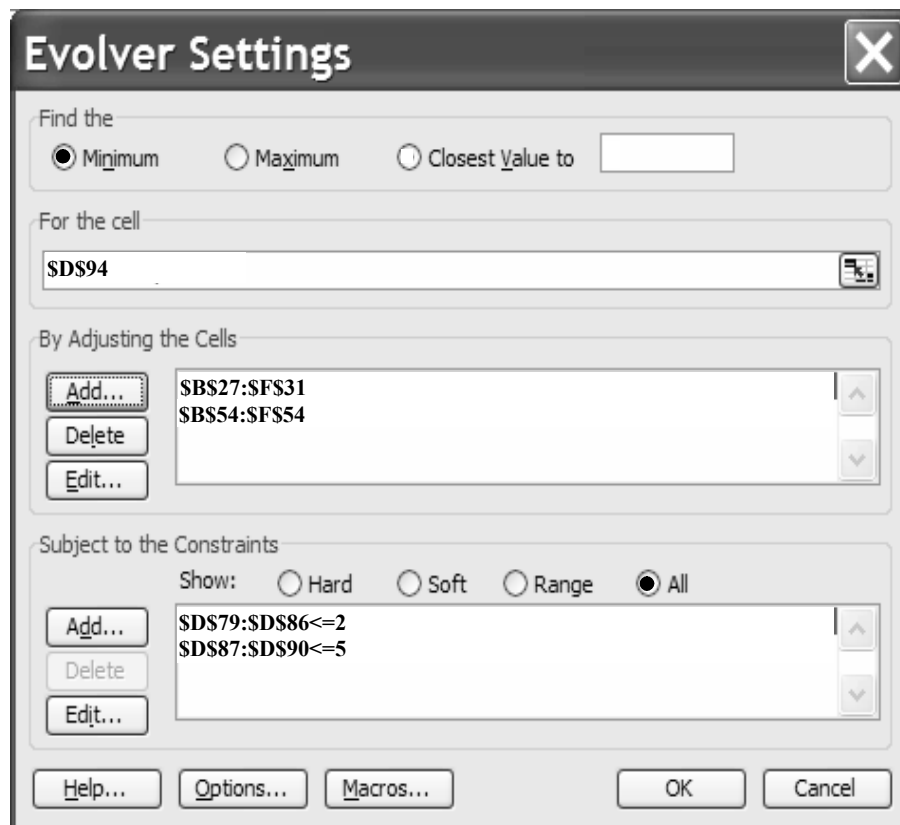 Evolver Settings
Find the
Minimum Maximum Closest Value to
For the cell
$D$94
By Adjusting the Cells
Add...
Delete
Edit...
$B$27:$F$31
$B$54:$F$54
Subject to the Constraints
Show: Hard Soft Range All
Add...
Delete
Edit...
$D$79:$D$86<=2
$D$87:$D$90<=5
Help... Options... Macros... OK Cancel